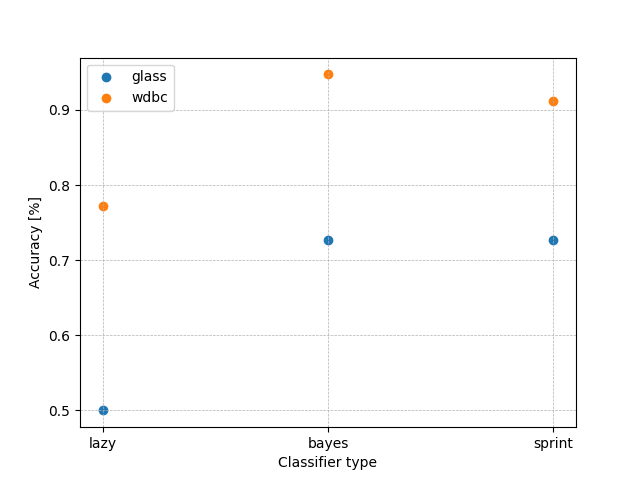 glass
wdbc
0.9
0.8
0.7
0.6
0.5
Accuracy [%]
lazy bayes sprint
Classifier type